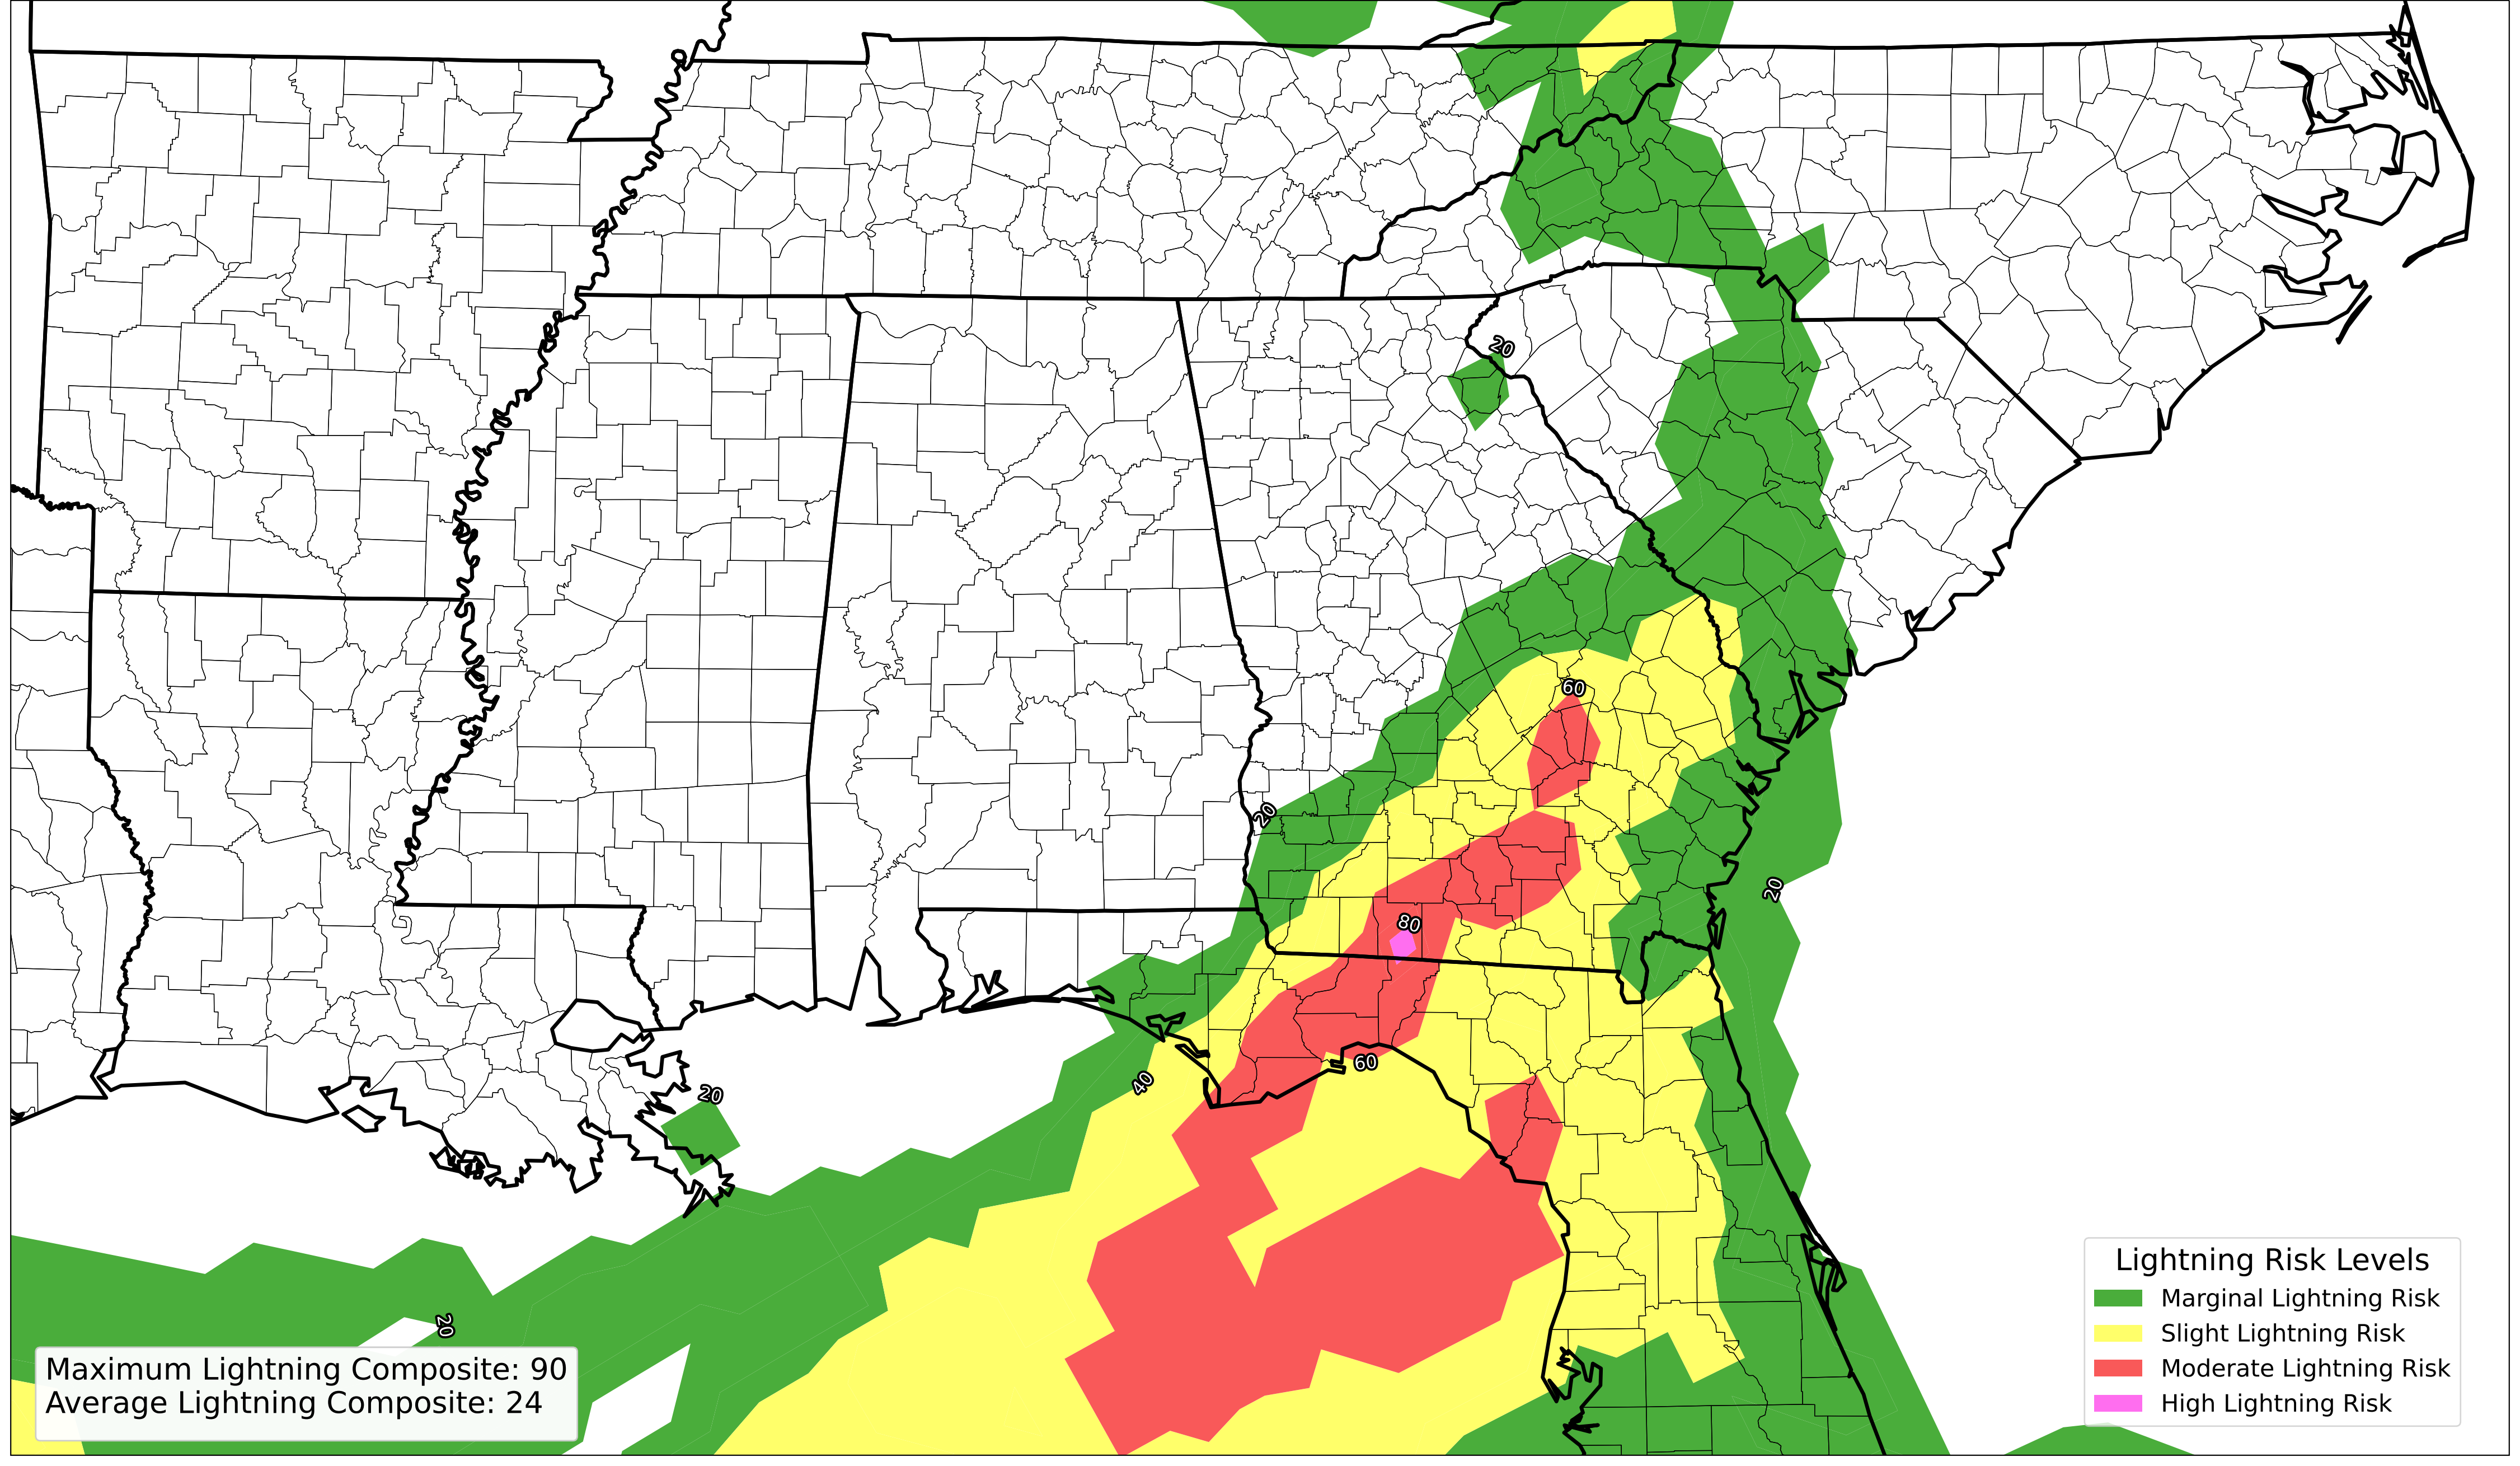 20
60
20
80
20
60
40
20
20
Maximum Lightning Composite: 90
Average Lightning Composite: 24
Lightning Risk Levels
Marginal Lightning Risk
Slight Lightning Risk
Moderate Lightning Risk
High Lightning Risk